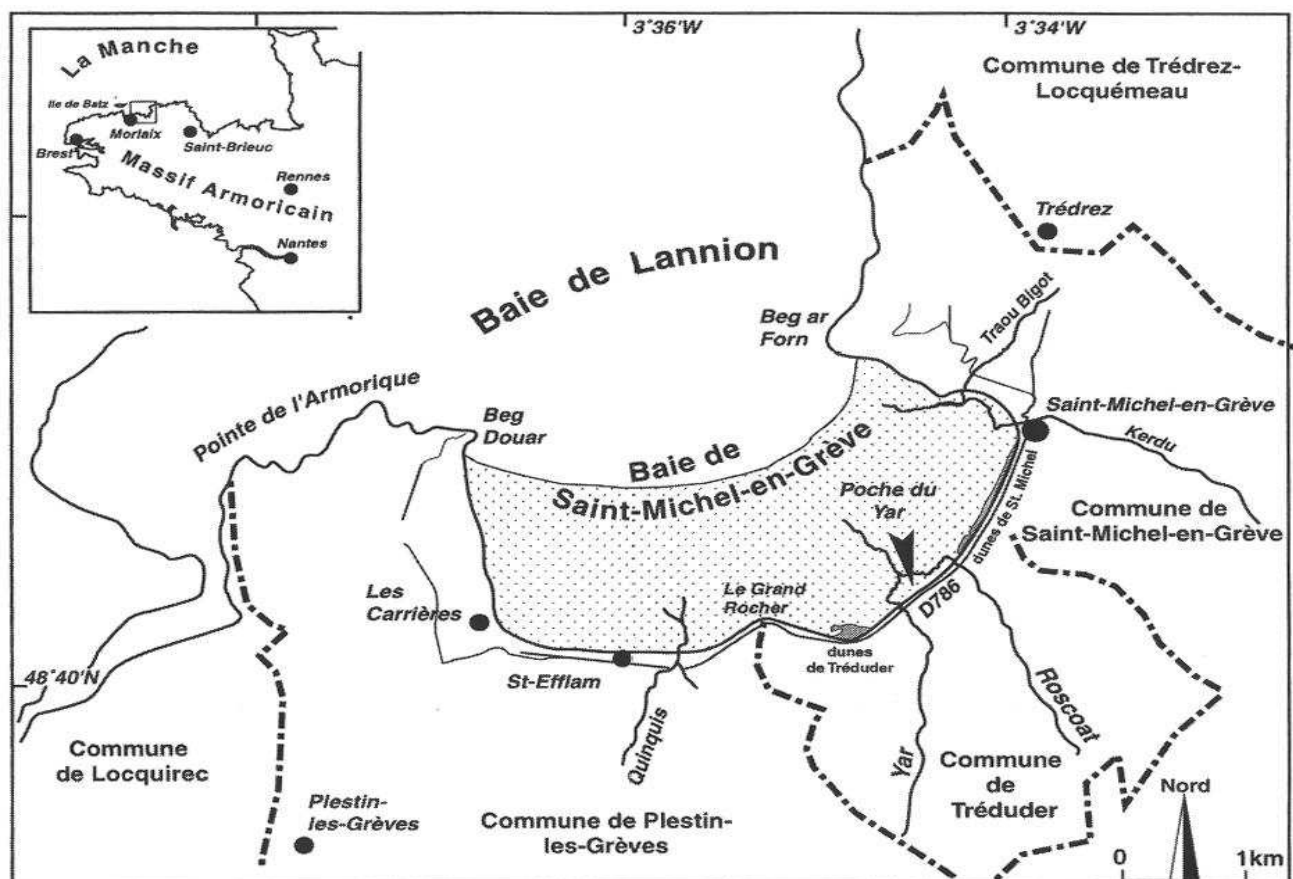 3°36'W
3°34'W
La Manche
Ile de Batz
Morlaix
Saint-Brieuc
Brest
Massif Armoricain
Rennes
Nantes
Commune de Trédrez-
Locquémeau
Trédrez
Baie de Lannion
Beg ar
Forn
Traou Bigot
Pointe de l'Armorique
Beg
Douar
Saint-Michel-en-Grève
Kerdu
Baie de
Saint-Michel-en-Grève
Poche du
Yar
dunes de St. Michel
Commune de
Saint-Michel-en-Grève
Les
Carrières
Le Grand
Rocher
D786
dunes
de Tréduder
48°40'N
St-Efflam
Quinquis
Roscoat
Yar
Commune
de Locquirec
Commune
de
Tréduder
Nord
Plestin-
les-Grèves
Commune de Plestin-
les-Grèves
0 1km